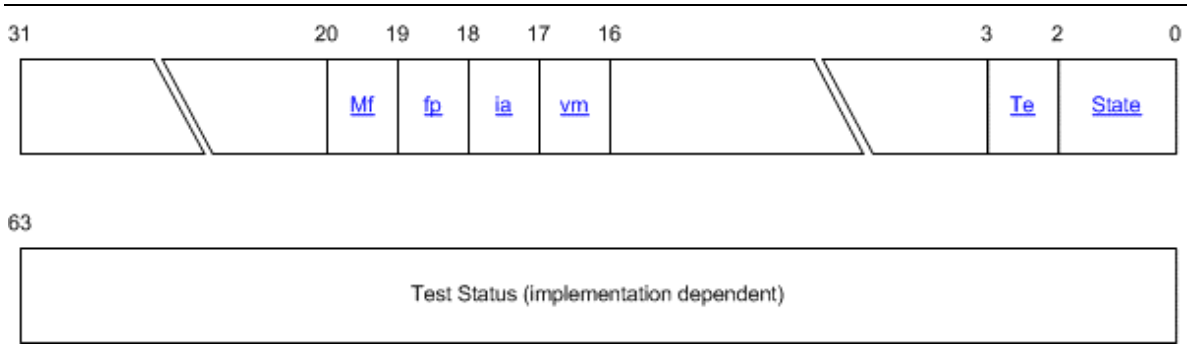 31 20 19 18 17 16 3 2 0
Mf fp ia vm Te State
63
Test Status (implementation dependent)